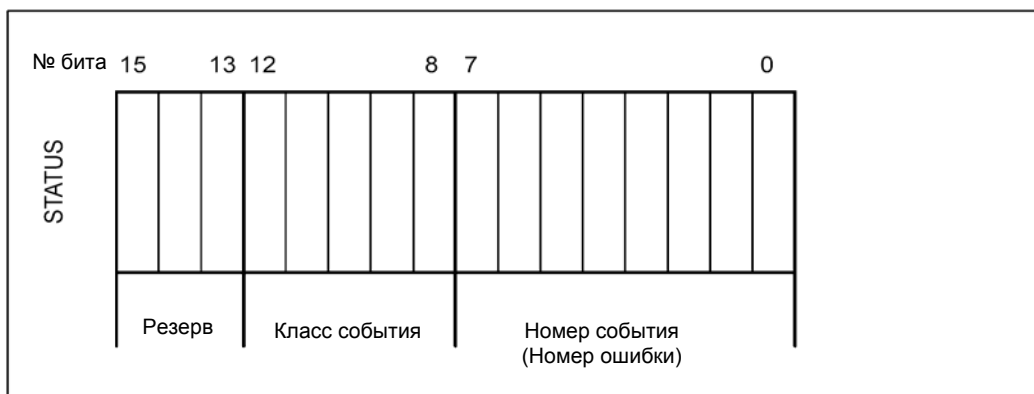 № бита 15 13 12 8 7 0
STATUS
Резерв Класс события Номер события
(Номер ошибки)